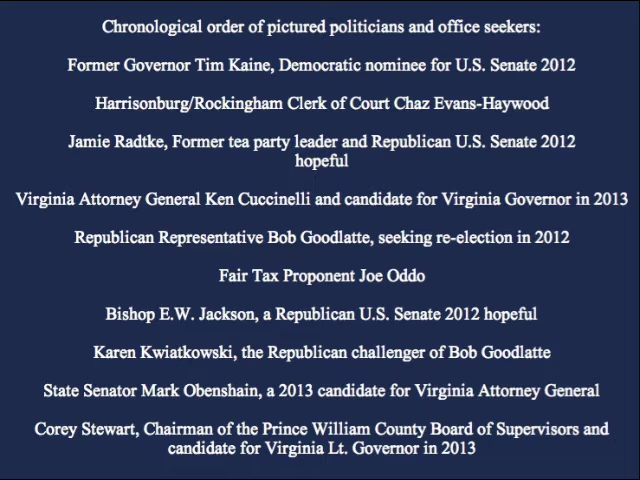 Chronological order of pictured politicians and office seekers:
Former Governor Tim Kaine, Democratic nominee for U.S. Senate 2012
Harrisonburg/Rockingham Clerk of Court Chaz Evans-Haywood
Jamie Radtke, Former tea party leader and Republican U.S. Senate 2012
hopeful
Virginia Attorney General Ken Cuccinelli and candidate for Virginia Governor in 2013
Republican Representative Bob Goodlatte, seeking re-election in 2012
Fair Tax Proponent Joe Oddo
Bishop E.W. Jackson, a Republican U.S. Senate 2012 hopeful
Karen Kwiatkowski, the Republican challenger of Bob Goodlatte
State Senator Mark Obenshain, a 2013 candidate for Virginia Attorney General
Corey Stewart, Chairman of the Prince William County Board of Supervisors and
candidate for Virginia Lt. Governor in 2013